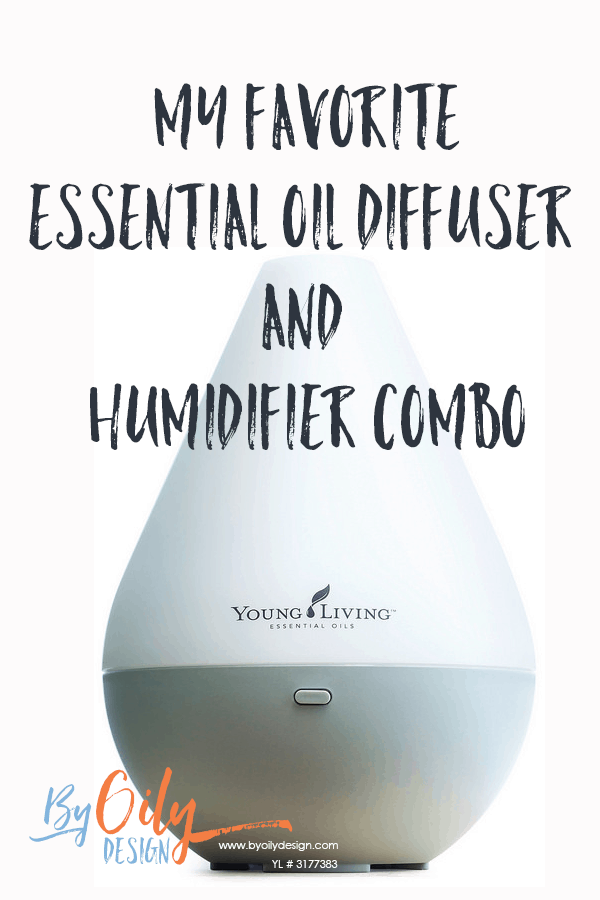 MY FAVORITE
ESSENTIAL OIL DIFFUSER
AND
HUMIDIFIER COMBO
YOUNG LIVING™
ESSENTIAL OILS
By Oily
DESIGN
www.byoilydesign.com
YL # 3177383